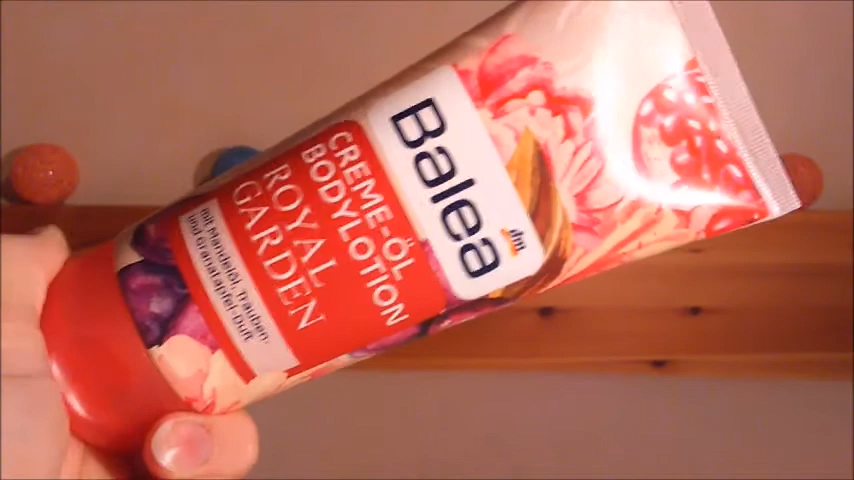 Balea
dm
CREME-ÖL
BODYLOTION
ROYAL
GARDEN
mit Mandelöl, Trauben-
und Granatapfel-Duft